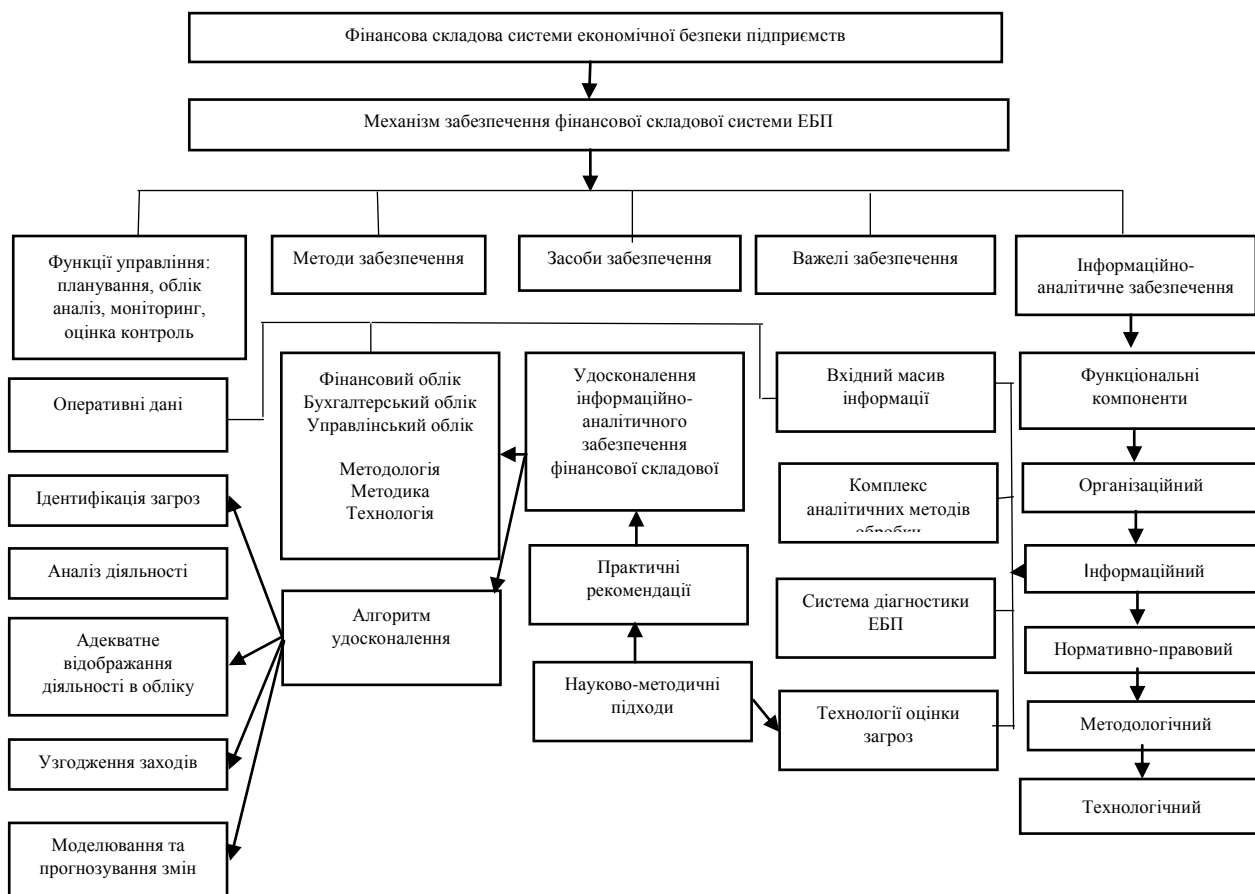 Фінансова складова системи економічної безпеки підприємств
Механізм забезпечення фінансової складової системи ЕБП
Функції управління:
планування, облік
аналіз, моніторинг,
оцінка контроль
Методи забезпечення
Засоби забезпечення
Важелі забезпечення
Інформаційно-
аналітичне забезпечення
Оперативні дані
Фінансовий облік
Бухгалтерський облік
Управлінський облік
Методологія
Методика
Технологія
Удосконалення
інформаційно-
аналітичного
забезпечення
фінансової складової
Вхідний масив
інформації
Функціональні
компоненти
Ідентифікація загроз
Комплекс
аналітичних методів
обробки
Організаційний
Аналіз діяльності
Практичні
рекомендації
Інформаційний
Алгоритм
удосконалення
Система діагностики
ЕБП
Адекватне
відображання
діяльності в обліку
Нормативно-правовий
Науково-методичні
підходи
Технології оцінки
загроз
Методологічний
Узгодження заходів
Технологічний
Моделювання та
прогнозування змін